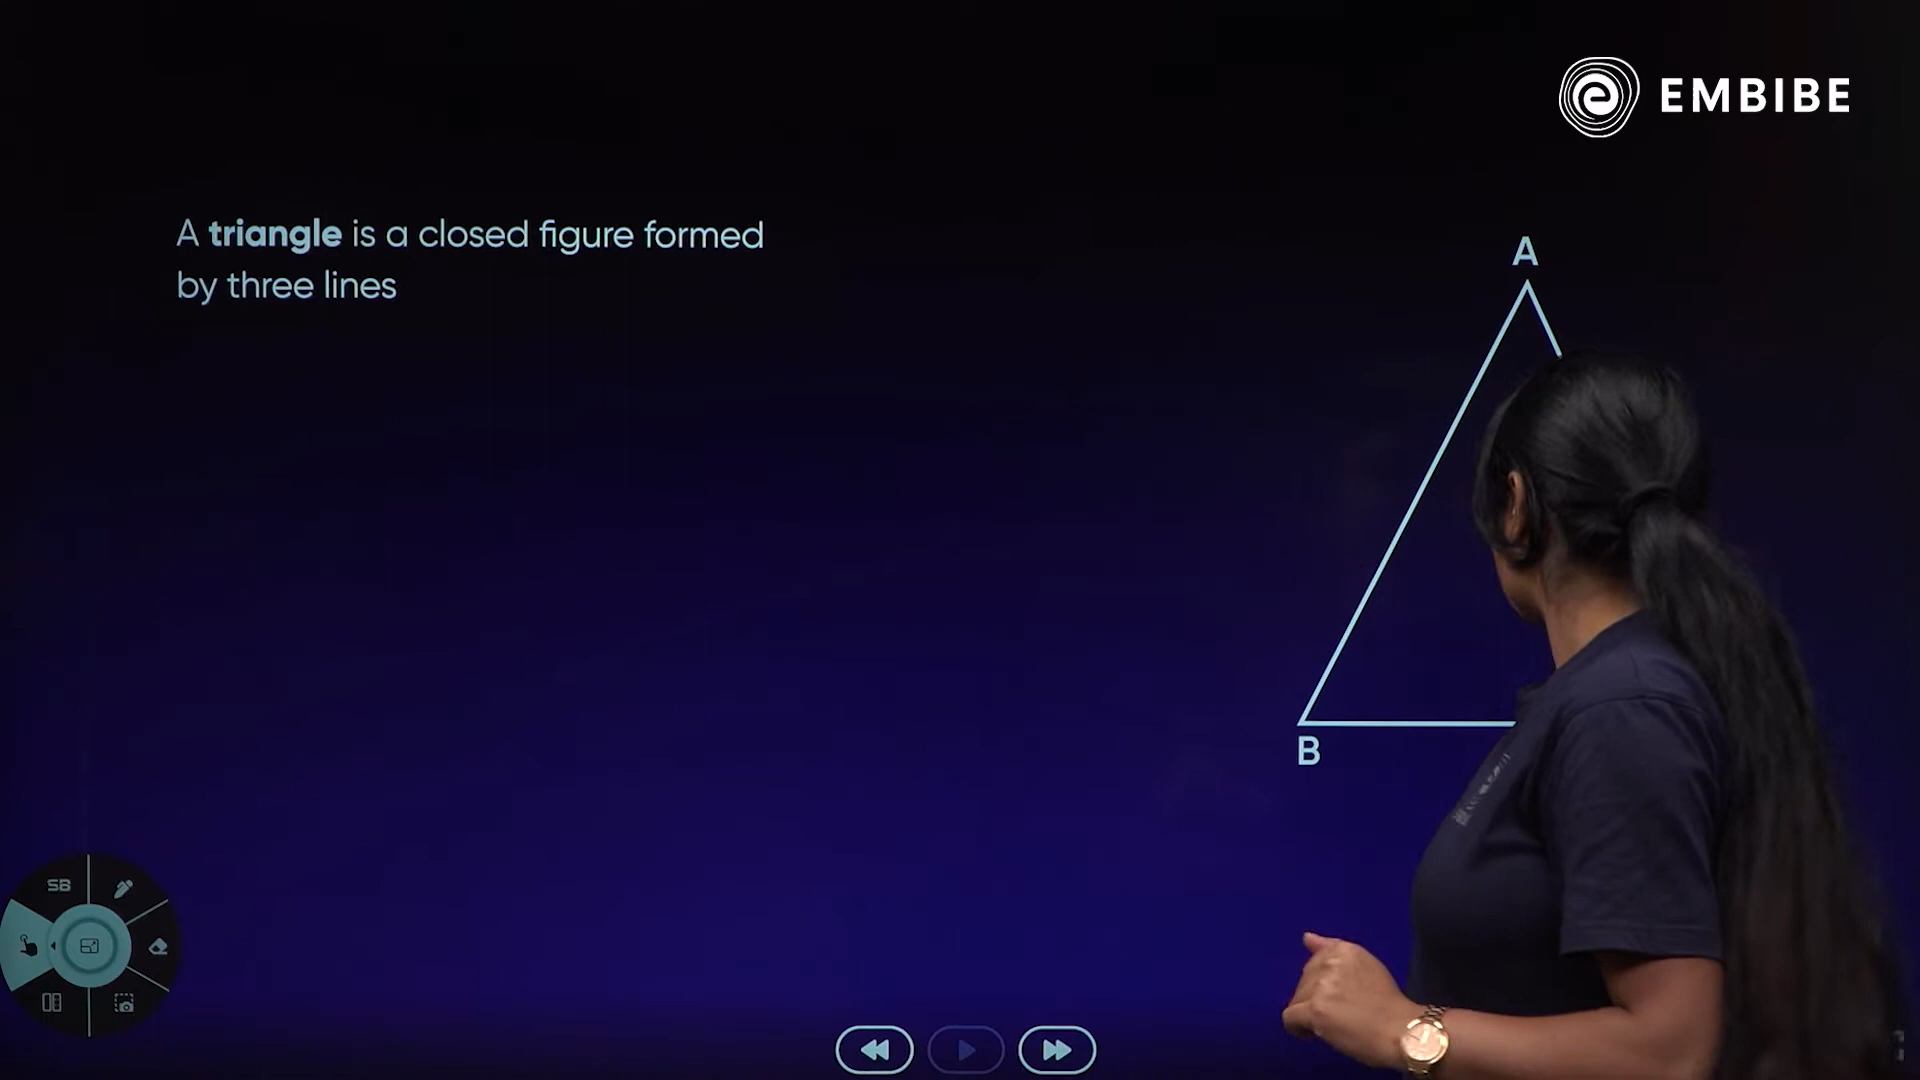 EMBIBE
A triangle is a closed figure formed
by three lines
A
B
SB